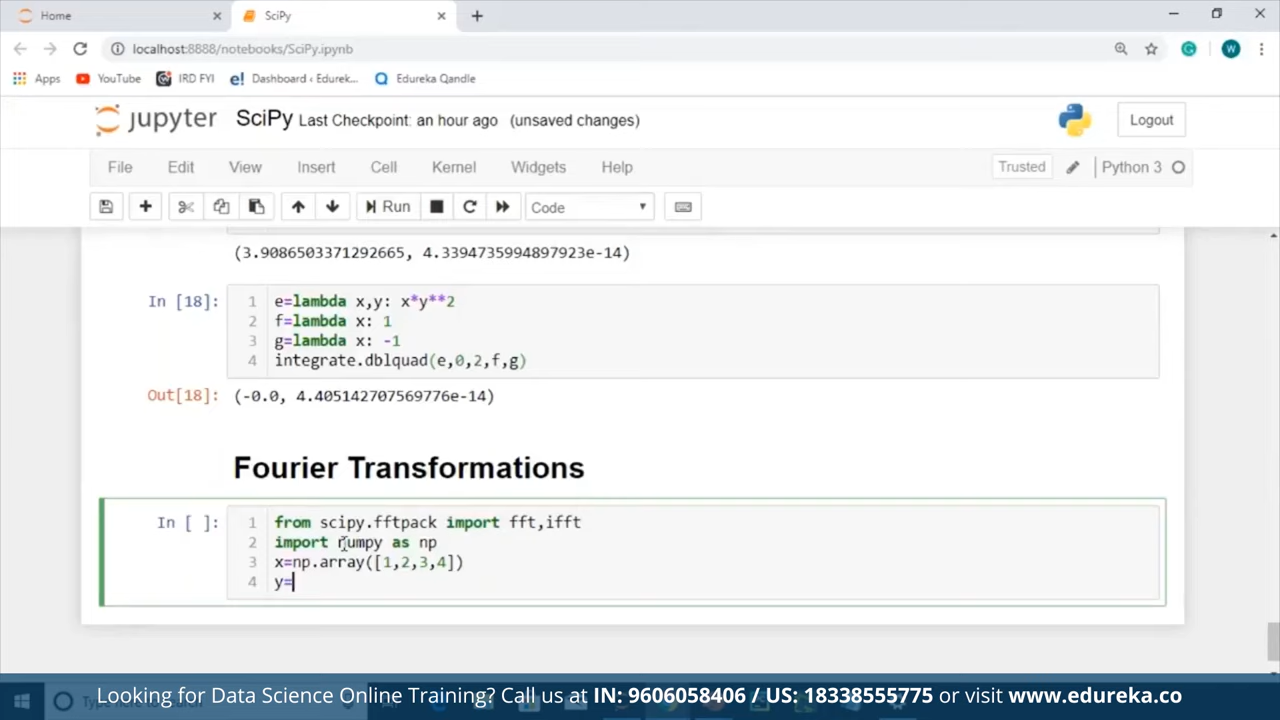 Home
SciPy
localhost:8888/notebooks/SciPy.ipynb
W
Apps
YouTube
IRD FYI
e! Dashboard ‹ Edurek...
Edureka Qandle
jupyter SciPy Last Checkpoint: an hour ago (unsaved changes)
Logout
File Edit View Insert Cell Kernel Widgets Help
Trusted
Python 3
Run
Code
(3.9086503371292665, 4.3394735994897923e-14)
In [18]:
1 e=lambda x,y: x*y**2
2 f=lambda x: 1
3 g=lambda x: -1
4 integrate.dblquad(e,0,2,f,g)
Out[18]: (-0.0, 4.405142707569776e-14)
Fourier Transformations
In [ ]:
1 from scipy.fftpack import fft,ifft
2 import numpy as np
3 x=np.array([1,2,3,4])
4 y=
Looking for Data Science Online Training? Call us at IN: 9606058406 / US: 18338555775 or visit www.edureka.co